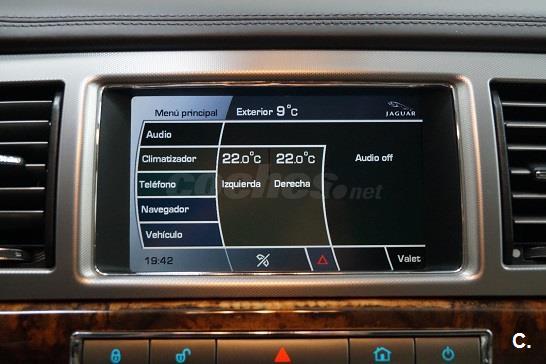 Menú principal Exterior 9°c JAGUAR
Audio
Climatizador 22.0°c 22.0°c Audio off
Teléfono Izquierda Derecha
coches.net
Navegador
Vehículo
19:42 Valet
C.